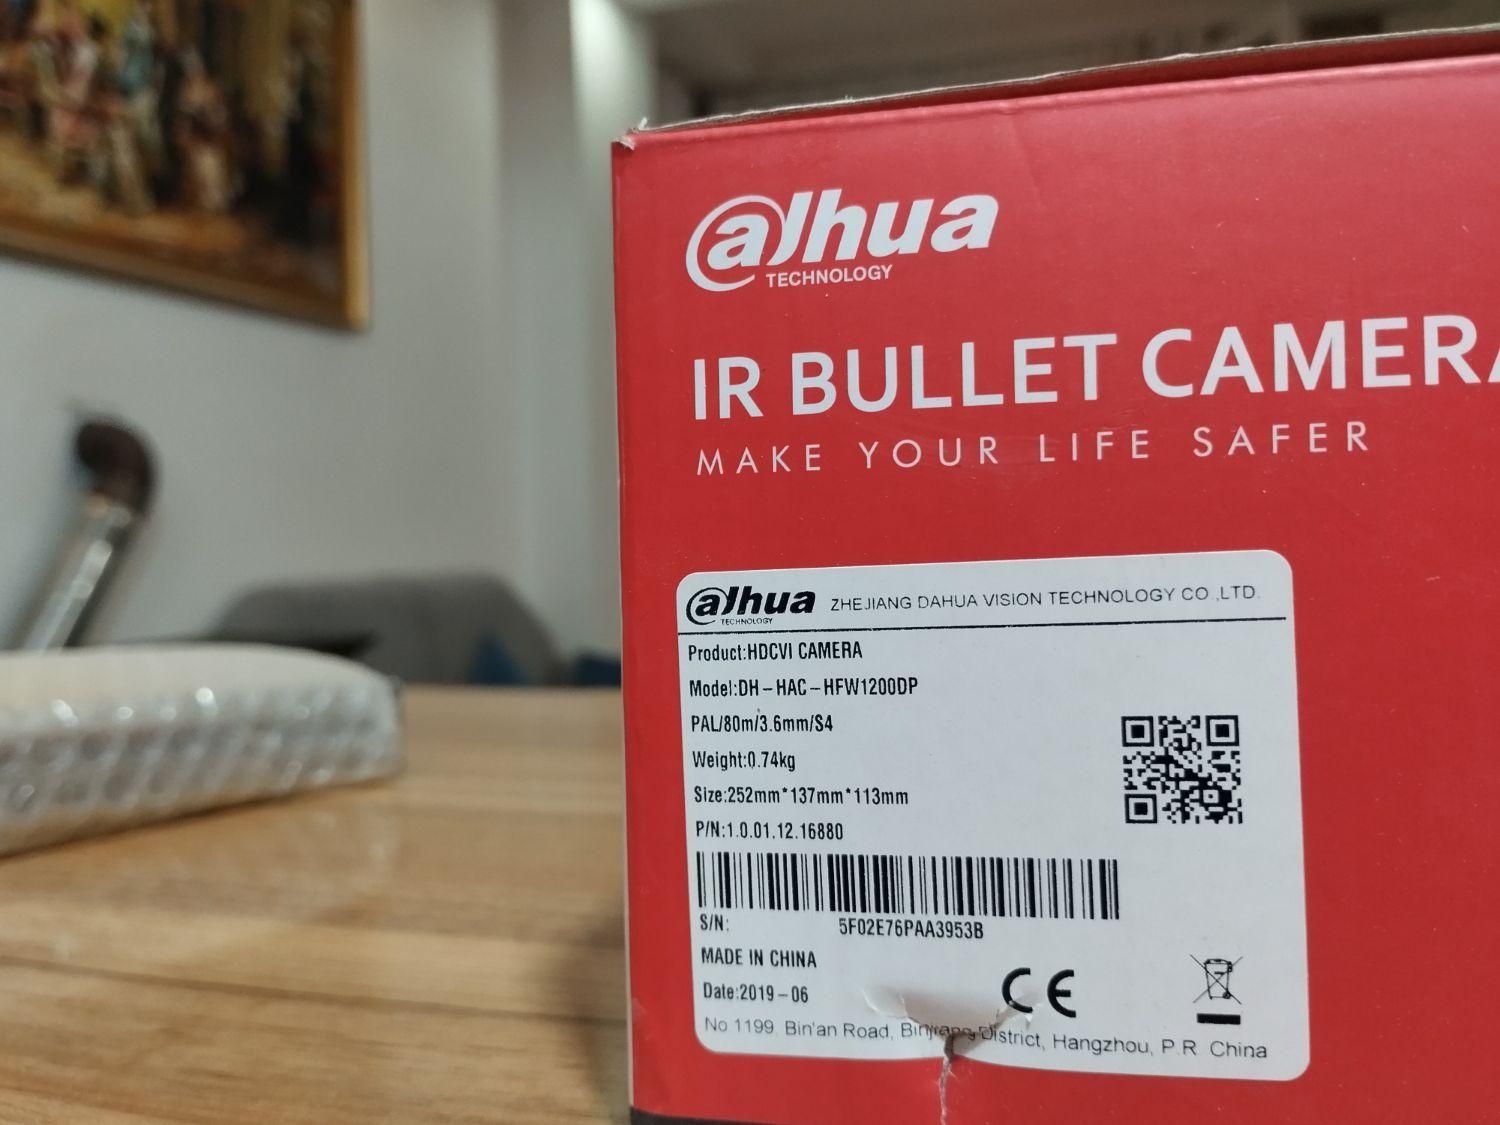 alhua
TECHNOLOGY
IR BULLET CAMERA
MAKE YOUR LIFE SAFER
alhua
TECHNOLOGY
ZHEJIANG DAHUA VISION TECHNOLOGY CO.,LTD.
Product:HDCVI CAMERA
Model:DH-HAC-HFW1200DP
PAL/80m/3.6mm/S4
Weight:0.74kg
Size:252mm*137mm*113mm
P/N:1.0.01.12.16880
S/N: 5F02E76PAA3953B
MADE IN CHINA
Date:2019-06
CE
No.1199, Bin'an Road, Binjiang District, Hangzhou, P.R. China